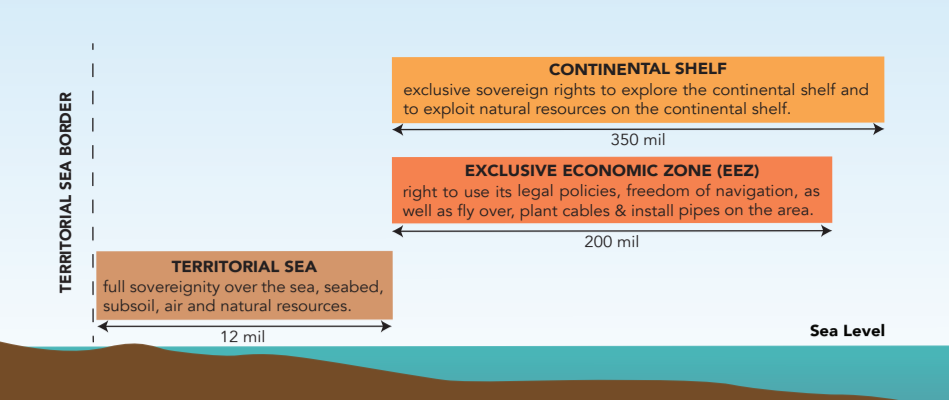 TERRITORIAL SEA BORDER
CONTINENTAL SHELF
exclusive sovereign rights to explore the continental shelf and
to exploit natural resources on the continental shelf.
350 mil
EXCLUSIVE ECONOMIC ZONE (EEZ)
right to use its legal policies, freedom of navigation, as
well as fly over, plant cables & install pipes on the area.
200 mil
TERRITORIAL SEA
full sovereignity over the sea, seabed,
subsoil, air and natural resources.
12 mil
Sea Level